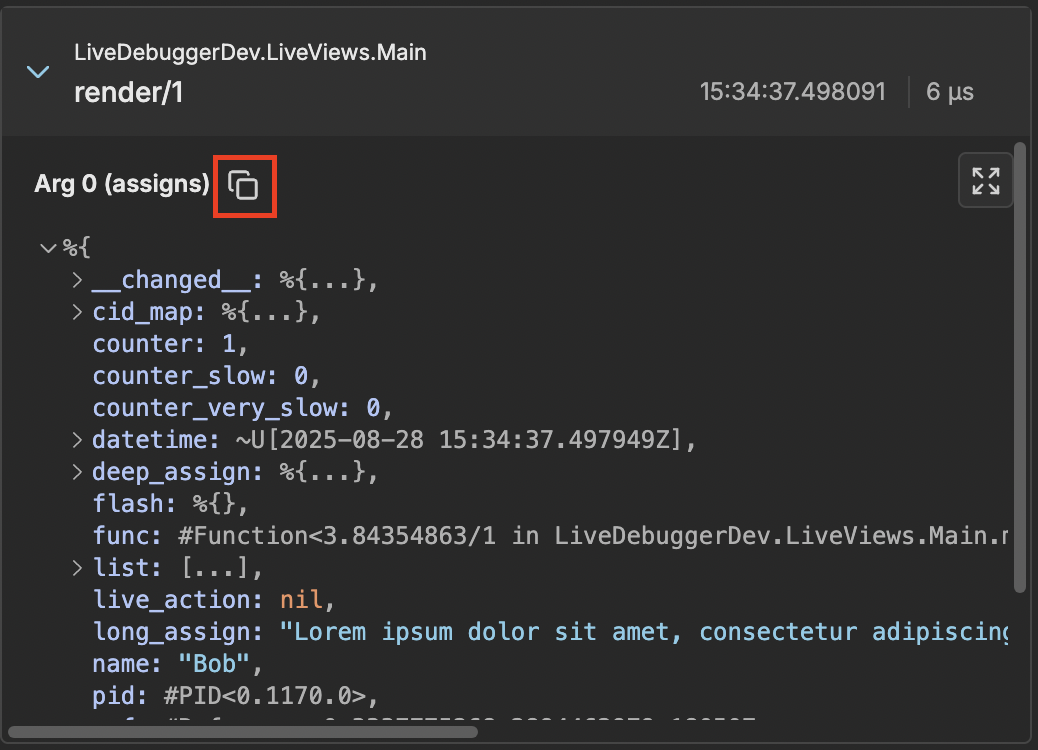 LiveDebuggerDev.LiveViews.Main
render/1
15:34:37.498091
6 µs
Arg 0 (assigns)
%{
__changed__: %{...},
cid_map: %{...},
counter: 1,
counter_slow: 0,
counter_very_slow: 0,
datetime: ~U[2025-08-28 15:34:37.497949Z],
deep_assign: %{...},
flash: %{},
func: #Function<3.84354863/1 in LiveDebuggerDev.LiveViews.Main.
list: [...],
live_action: nil,
long_assign: "Lorem ipsum dolor sit amet, consectetur adipiscing
name: "Bob",
pid: #PID<0.1170.0>,